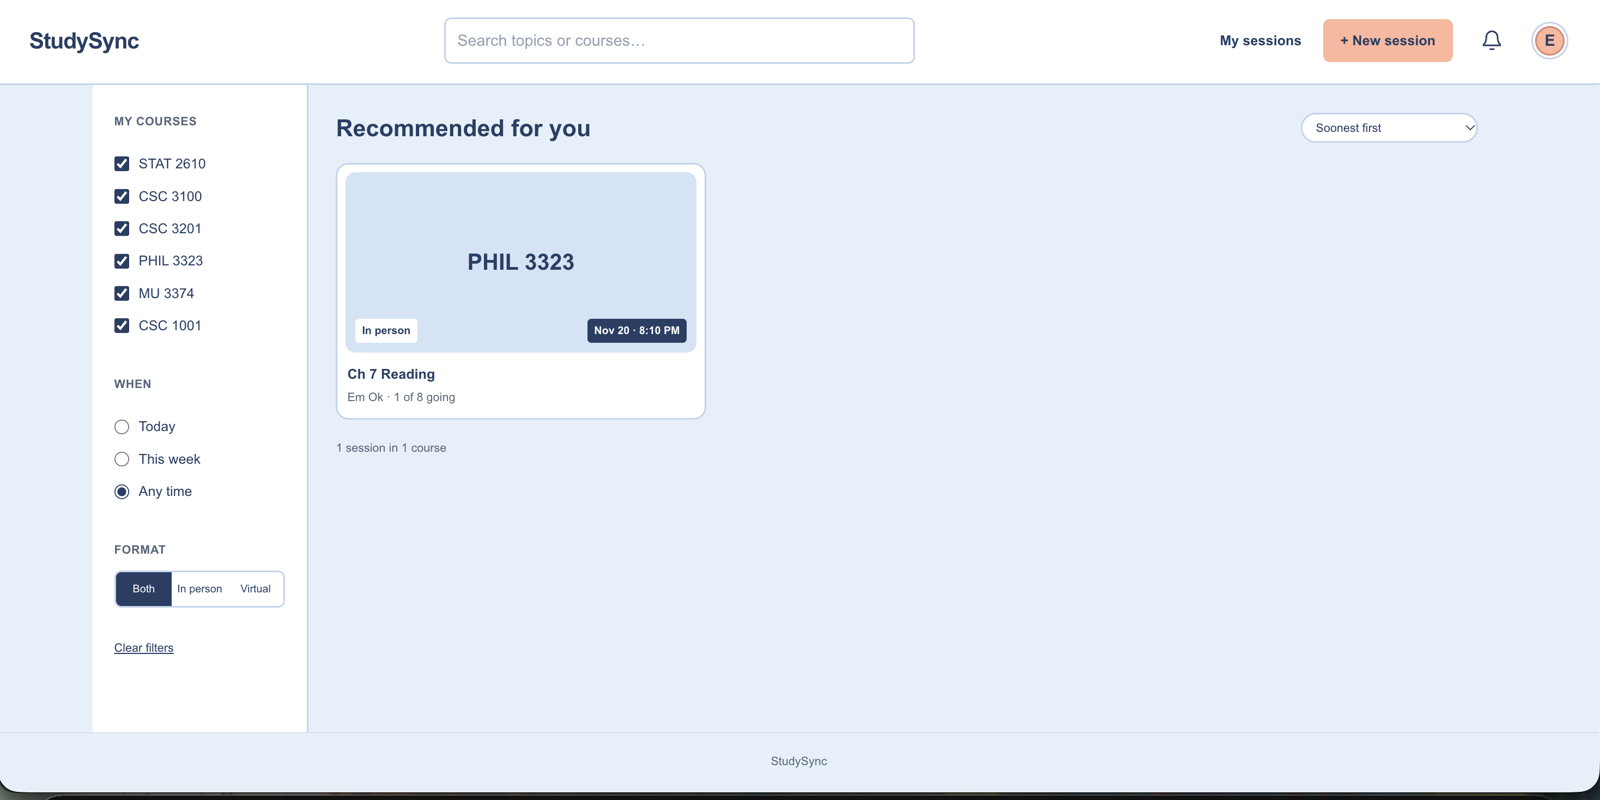 StudySync
Search topics or courses…
My sessions
+ New session
E
MY COURSES
STAT 2610
CSC 3100
CSC 3201
PHIL 3323
MU 3374
CSC 1001
WHEN
Today
This week
Any time
FORMAT
Both
In person
Virtual
Clear filters
Recommended for you
Soonest first
PHIL 3323
In person
Nov 20 · 8:10 PM
Ch 7 Reading
Em Ok · 1 of 8 going
1 session in 1 course
StudySync